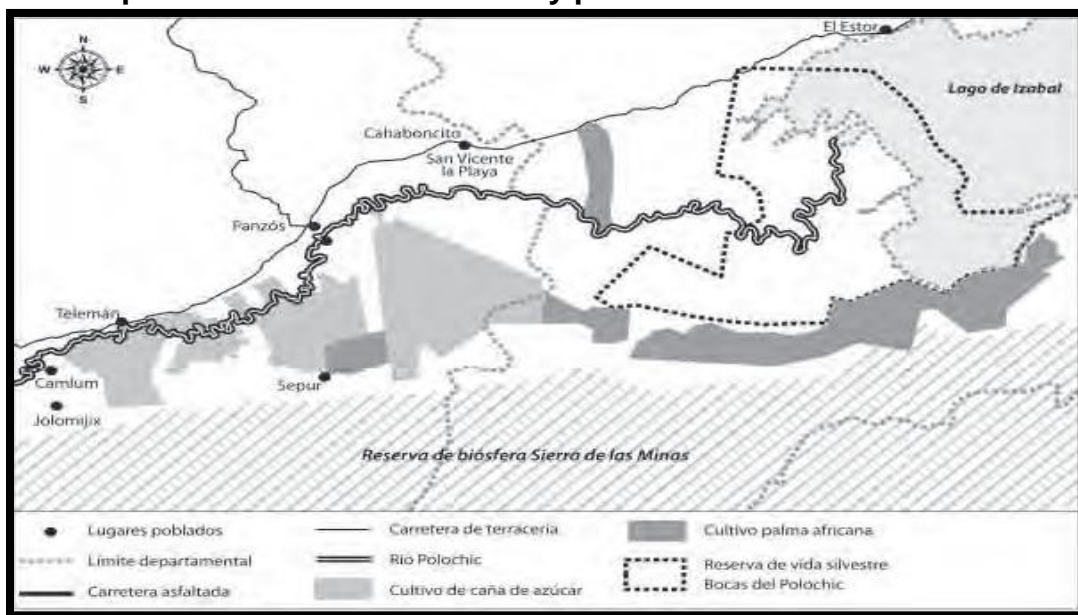 y p
N
W E
S
El Estor
Lago de Izabal
Cahaboncito
San Vicente
la Playa
Panzós
Telemán
Camlum
Sepur
Jolomijix
Reserva de biósfera Sierra de las Minas
Lugares poblados
Carretera de terracería
Cultivo palma africana
Límite departamental
Río Polochic
Reserva de vida silvestre
Bocas del Polochic
Carretera asfaltada
Cultivo de caña de azúcar